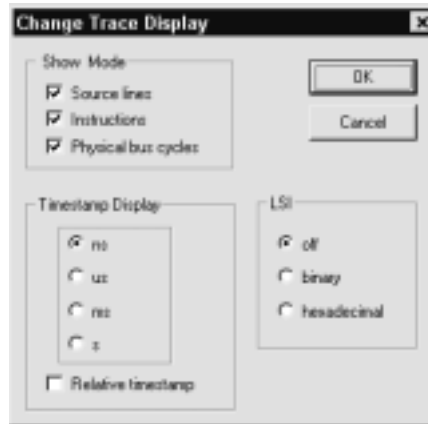 Change Trace Display
Show Mode
Source lines
Instructions
Physical bus cycles
OK
Cancel
Timestamp Display
ns
us
ms
s
Relative timestamp
LSI
off
binary
hexadecimal